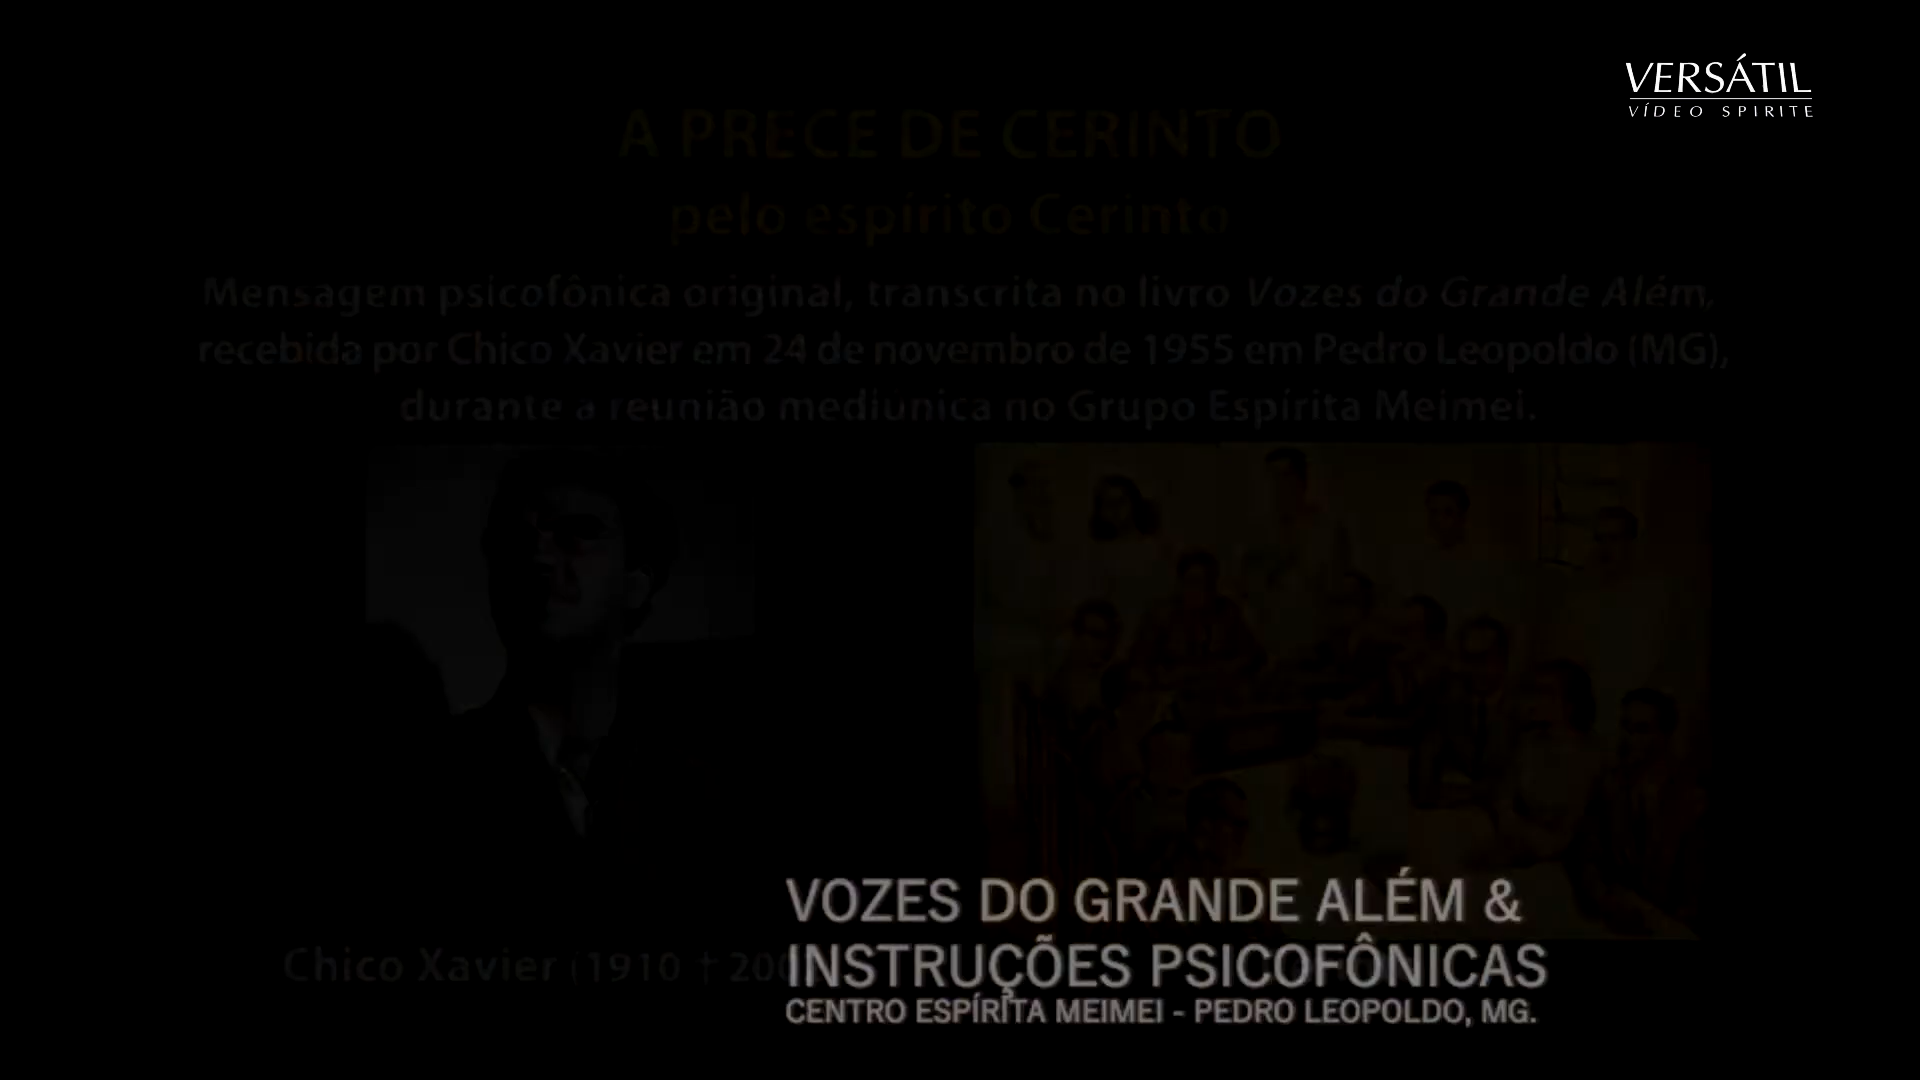 VERSÁTIL
VÍDEO SPIRITE
A PRECE DE CERINTO
pelo espírito Cerinto
Mensagem psicofônica original, transcrita no livro Vozes do Grande Além,
recebida por Chico Xavier em 24 de novembro de 1955 em Pedro Leopoldo (MG),
durante a reunião mediúnica no Grupo Espírita Meimei.
VOZES DO GRANDE ALÉM &
INSTRUÇÕES PSICOFÔNICAS
CENTRO ESPÍRITA MEIMEI - PEDRO LEOPOLDO, MG.
Chico Xavier (1910 †